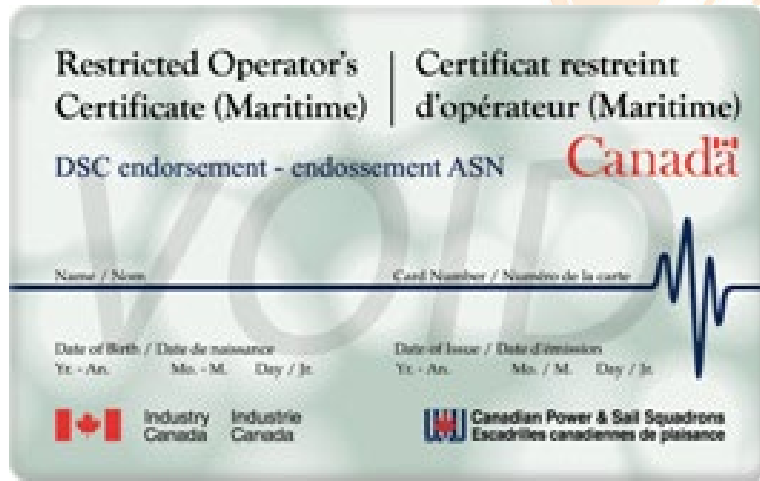 Restricted Operator's
Certificate (Maritime)
Certificat restreint
d'opérateur (Maritime)
DSC endorsement - endossement ASN
Canada
VOID
Name / Nom
Card Number / Numéro de la carte
Date of Birth / Date de naissance
Yr. - An. Mo. - M. Day / Jr.
Date of Issue / Date d'émission
Yr. - An. Mo. / M. Day / Jr.
Industry
Canada
Industrie
Canada
Canadian Power & Sail Squadrons
Escadrilles canadiennes de plaisance